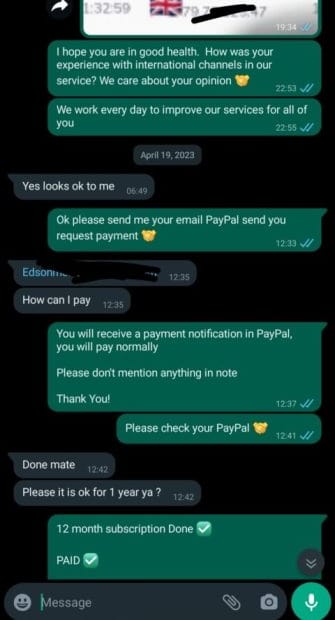 1:32:59
19:34
I hope you are in good health. How was your
experience with international channels in our
service? We care about your opinion
22:53
We work every day to improve our services for all of
you
22:55
April 19, 2023
Yes looks ok to me
06:49
Ok please send me your email PayPal send you
request payment
12:33
12:35
How can I pay
12:35
You will receive a payment notification in PayPal,
you will pay normally
Please don't mention anything in note
Thank You!
12:37
Please check your PayPal
12:41
Done mate
12:42
Please it is ok for 1 year ya ?
12:42
12 month subscription Done
PAID
Message